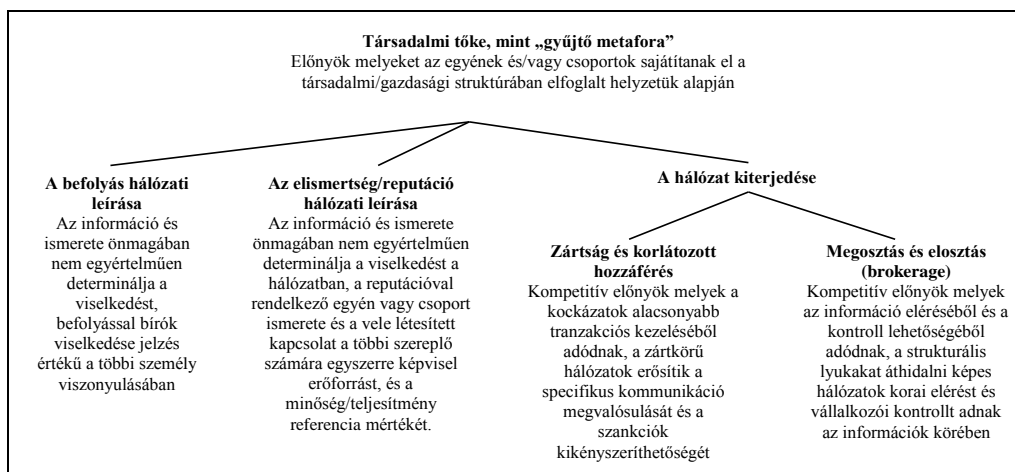 Társadalmi tőke, mint „gyűjtő metafora”
Előnyök melyeket az egyének és/vagy csoportok sajátítanak el a
társadalmi/gazdasági struktúrában elfoglalt helyzetük alapján
A befolyás hálózati
leírása
Az információ és
ismerete önmagában
nem egyértelműen
determinálja a
viselkedést,
befolyással bírók
viselkedése jelzés
értékű a többi személy
viszonyulásában
Az elismertség/reputáció
hálózati leírása
Az információ és ismerete
önmagában nem egyértelműen
determinálja a viselkedést a
hálózatban, a reputációval
rendelkező egyén vagy csoport
ismerete és a vele létesített
kapcsolat a többi szereplő
számára egyszerre képvisel
erőforrást, és a
minőség/teljesítmény
referencia mértékét.
A hálózat kiterjedése
Zártság és korlátozott
hozzáférés
Kompetitív előnyök melyek a
kockázatok alacsonyabb
tranzakciós kezeléséből
adódnak, a zártkörű
hálózatok erősítik a
specifikus kommunikáció
megvalósulását és a
szankciók
kikényszeríthetőségét
Megosztás és elosztás
(brokerage)
Kompetitív előnyök melyek
az információ eléréséből és a
kontroll lehetőségéből
adódnak, a strukturális
lyukakat áthidalni képes
hálózatok korai elérést és
vállalkozói kontrollt adnak
az információk körében